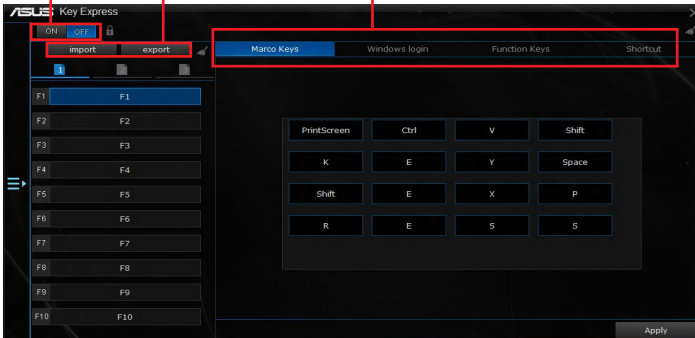 ASUS Key Express
ON OFF
import export
Marco Keys Windows login Function Keys Shortcut
1 2 3
F1 F1
F2 F2
F3 F3
F4 F4
F5 F5
F6 F6
F7 F7
F8 F8
F9 F9
F10 F10
PrintScreen Ctrl V Shift
K E Y Space
Shift E X P
R E S S
Apply